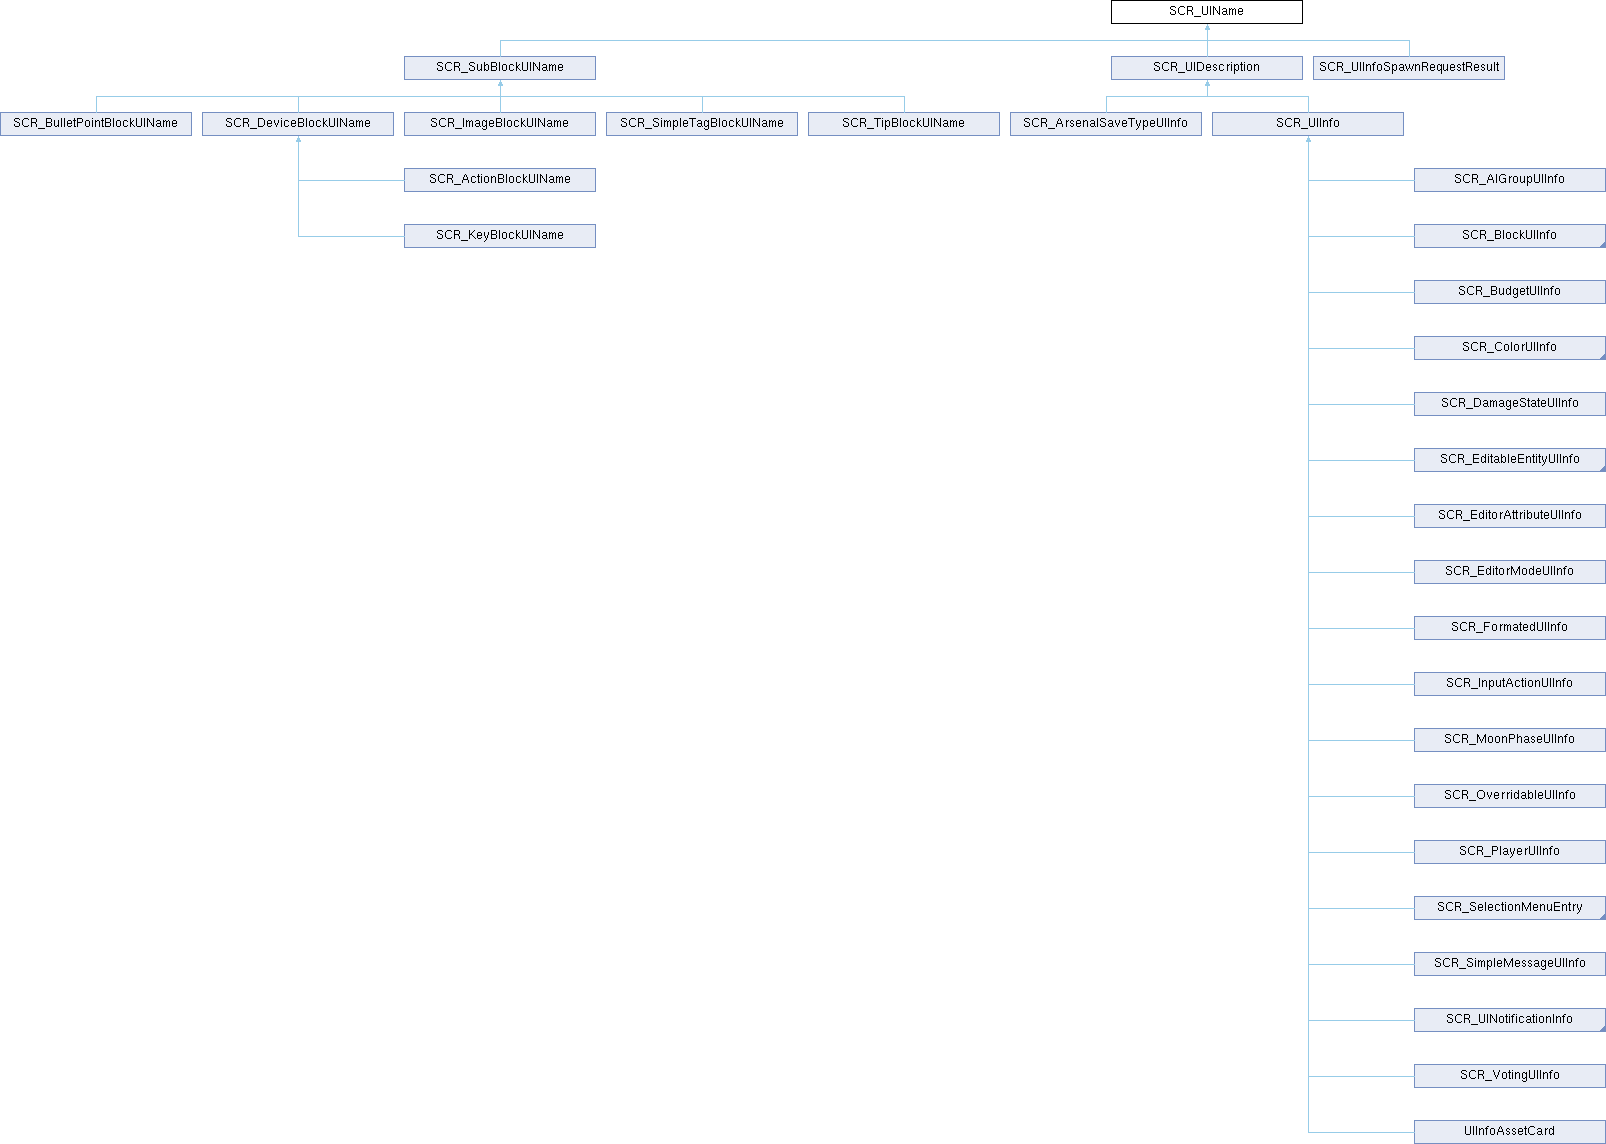 SCR_UIName
SCR_SubBlockUIName
SCR_UIDescription
SCR_UIInfoSpawnRequestResult
SCR_BulletPointBlockUIName
SCR_DeviceBlockUIName
SCR_ImageBlockUIName
SCR_SimpleTagBlockUIName
SCR_TipBlockUIName
SCR_ArsenalSaveTypeUIInfo
SCR_UIInfo
SCR_ActionBlockUIName
SCR_AIGroupUIInfo
SCR_KeyBlockUIName
SCR_BlockUIInfo
SCR_BudgetUIInfo
SCR_ColorUIInfo
SCR_DamageStateUIInfo
SCR_EditableEntityUIInfo
SCR_EditorAttributeUIInfo
SCR_EditorModeUIInfo
SCR_FormatedUIInfo
SCR_InputActionUIInfo
SCR_MoonPhaseUIInfo
SCR_OverridableUIInfo
SCR_PlayerUIInfo
SCR_SelectionMenuEntry
SCR_SimpleMessageUIInfo
SCR_UINotificationInfo
SCR_VotingUIInfo
UIInfoAssetCard